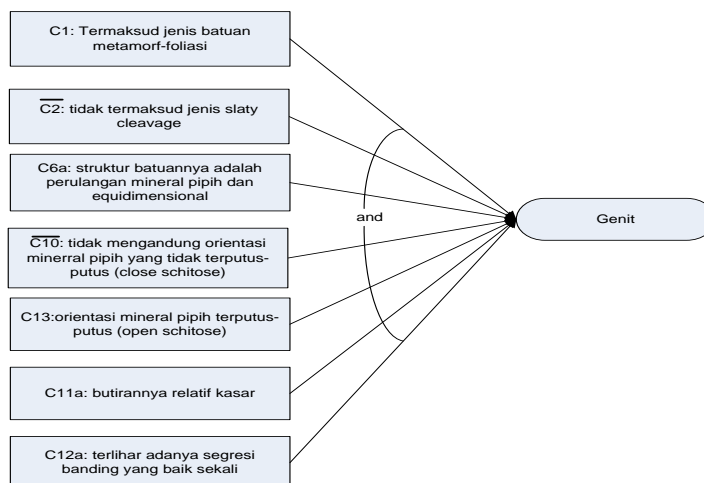 C1: Termaksud jenis batuan
metamorf-foliasi
C2: tidak termaksud jenis slaty
cleavage
C6a: struktur batuannya adalah
perulangan mineral pipih dan
equidimensional
C10: tidak mengandung orientasi
minerral pipih yang tidak terputus-
putus (close schitose)
C13:orientasi mineral pipih terputus-
putus (open schitose)
C11a: butirannya relatif kasar
C12a: terlihar adanya segresi
banding yang baik sekali
and
Genit